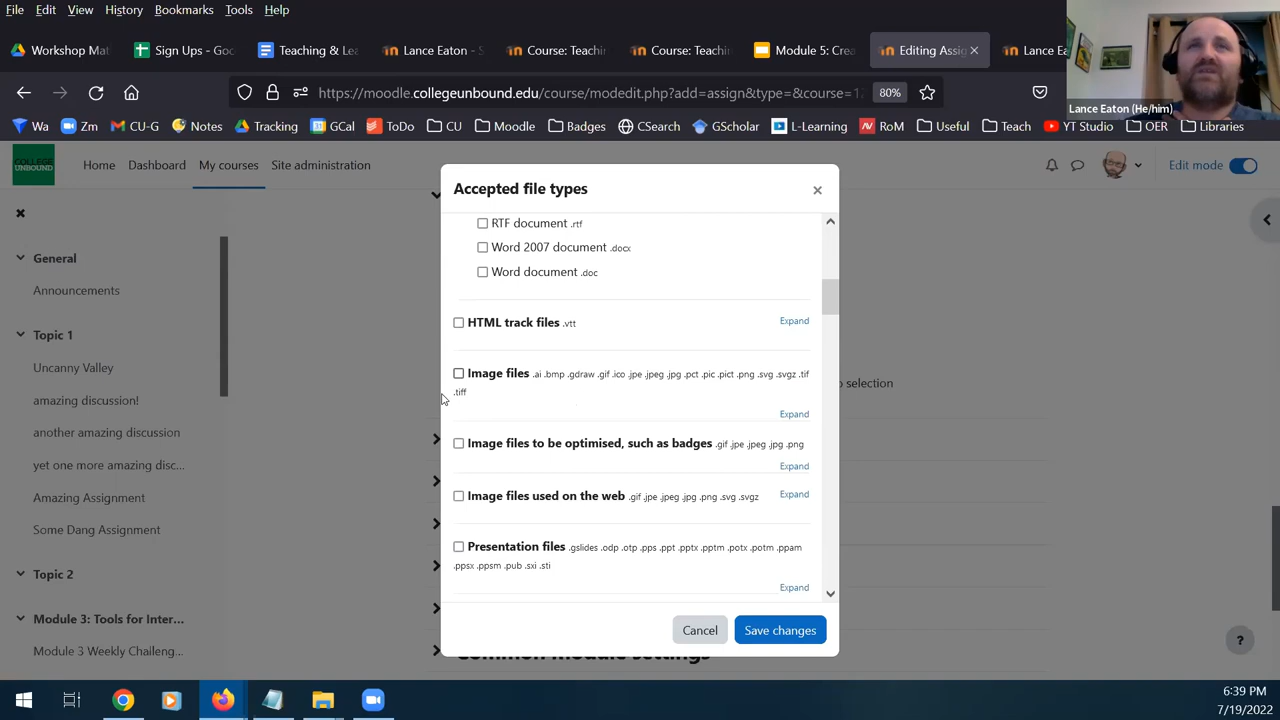 File Edit View History Bookmarks Tools Help
Workshop Mat
Sign Ups - Goo
Teaching & Lea
Lance Eaton - S
Course: Teachin
Course: Teachin
Module 5: Crea
Editing Assig
Lance Ea
https://moodle.collegeunbound.edu/course/modedit.php?add=assign&type=&course=1
80%
Wa Zm CU-G Notes Tracking GCal ToDo CU Moodle Badges CSearch GScholar L-Learning RoM Useful Teach YT Studio OER Libraries
Lance Eaton (He/him)
COLLEGE
UNBOUND
Home Dashboard My courses Site administration
Edit mode
General
Announcements
Topic 1
Uncanny Valley
amazing discussion!
another amazing discussion
yet one more amazing disc...
Amazing Assignment
Some Dang Assignment
Topic 2
Module 3: Tools for Inter...
Module 3 Weekly Challeng...
Accepted file types
RTF document .rtf
Word 2007 document .docx
Word document .doc
HTML track files .vtt Expand
Image files .ai .bmp .gdraw .gif .ico .jpe .jpeg .jpg .pct .pic .pict .png .svg .svgz .tif
.tiff
Expand
Image files to be optimised, such as badges .gif .jpe .jpeg .jpg .png
Expand
Image files used on the web .gif .jpe .jpeg .jpg .png .svg .svgz Expand
Presentation files .gslides .odp .otp .pps .ppt .pptx .pptm .potx .potm .ppam
.ppsx .ppsm .pub .sxi .sti
Expand
Cancel Save changes
selection
Common module settings
?
6:39 PM
7/19/2022